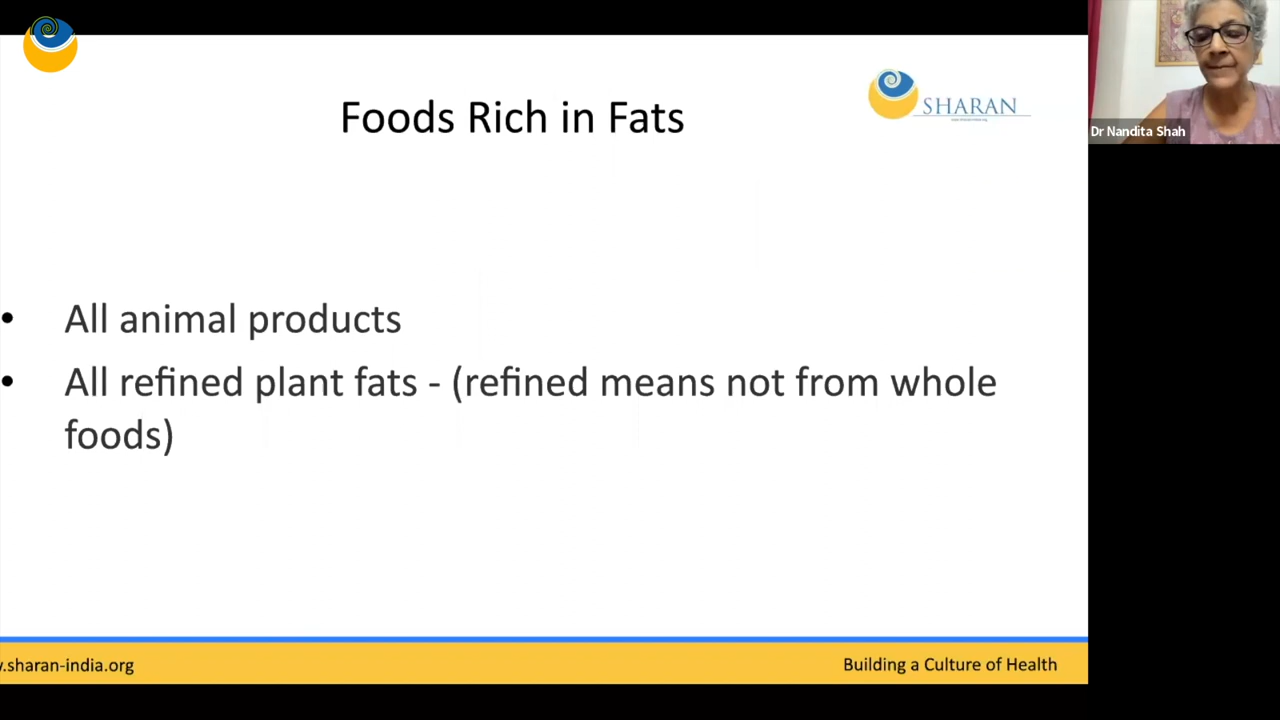 Foods Rich in Fats
SHARAN
Dr Nandita Shah
• All animal products
• All refined plant fats - (refined means not from whole
foods)
.sharan-india.org
Building a Culture of Health